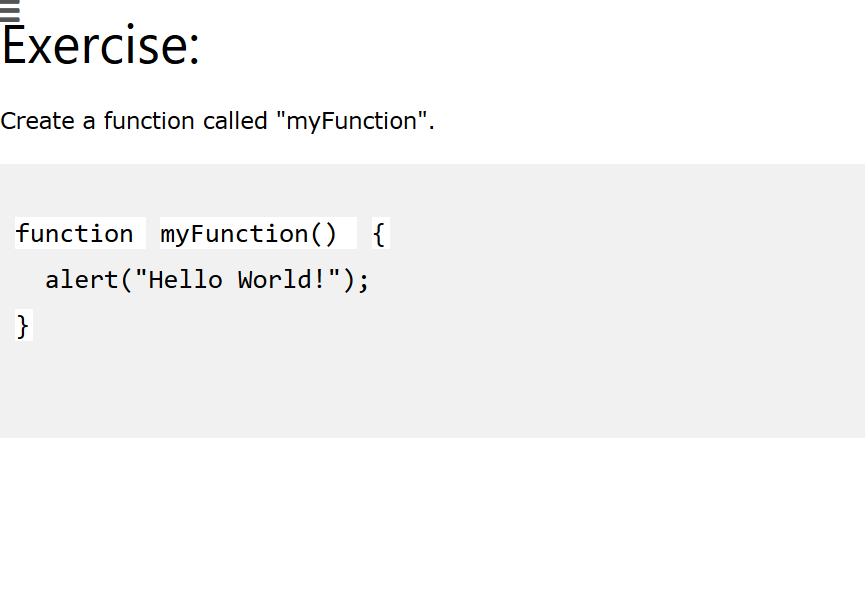 Exercise:
Create a function called "myFunction".
function myFunction() {
  alert("Hello World!");
}